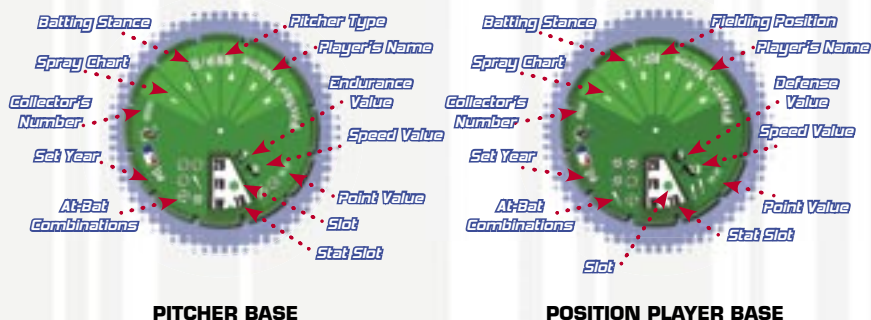 Batting Stance
Pitcher Type
Spray Chart
Player's Name
Endurance
Value
Collector's
Number
Speed Value
Set Year
Point Value
At-Bat
Combinations
Slot
Stat Slot
PITCHER BASE
Batting Stance
Fielding Position
Spray Chart
Player's Name
Defense
Value
Collector's
Number
Speed Value
Set Year
Point Value
At-Bat
Combinations
Stat Slot
Slot
POSITION PLAYER BASE